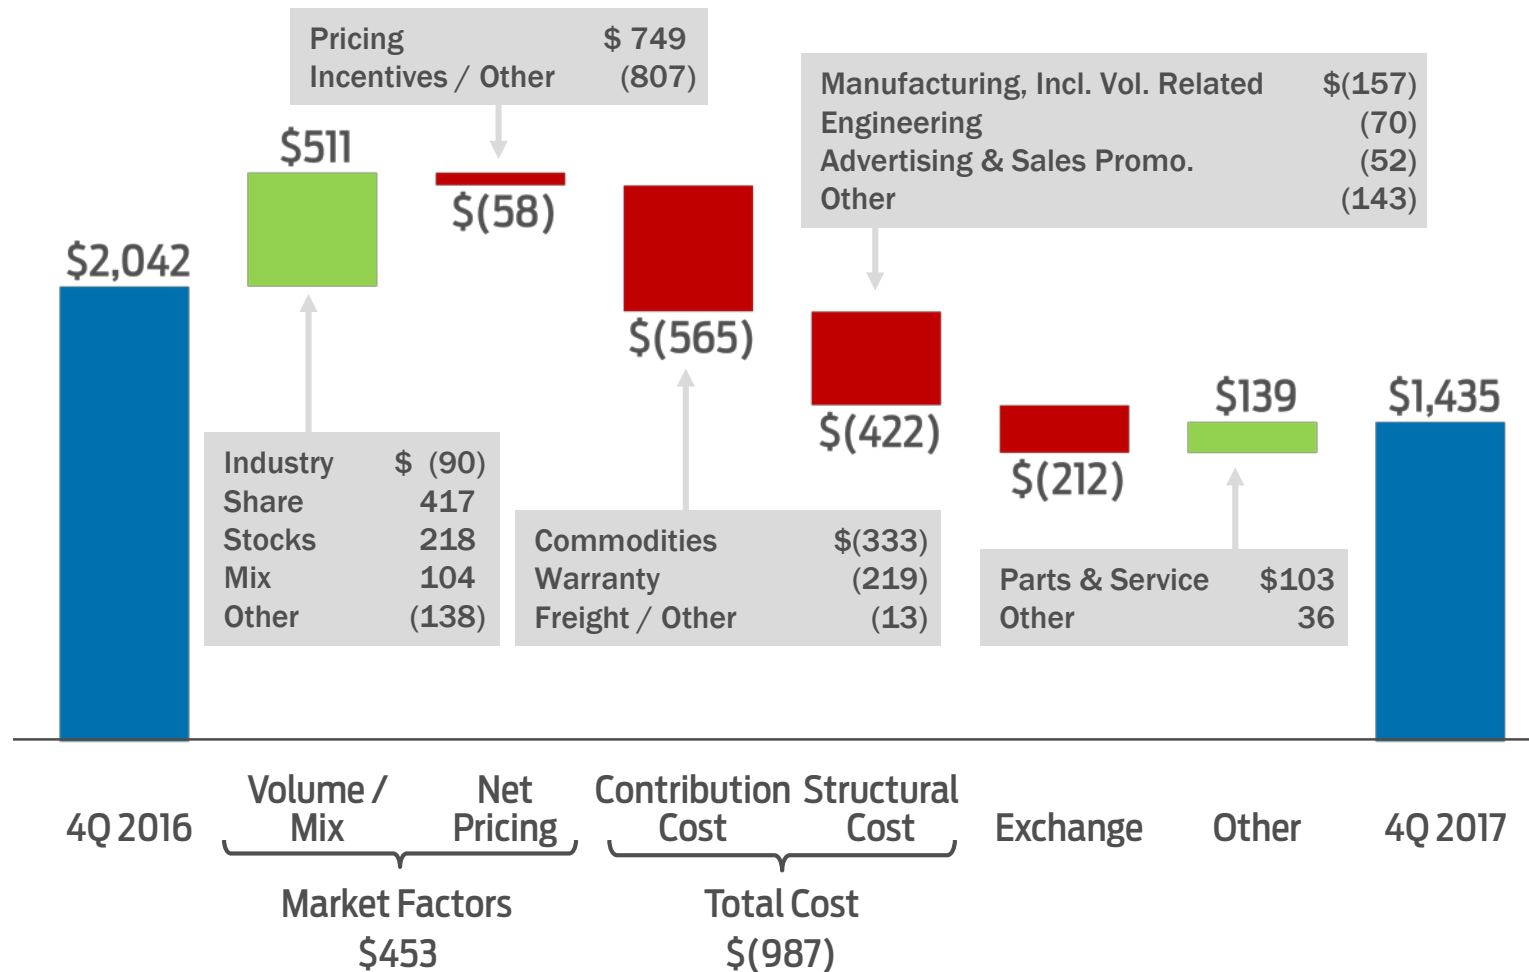 Pricing $ 749
Incentives / Other (807)
Manufacturing, Incl. Vol. Related $(157)
Engineering (70)
Advertising & Sales Promo. (52)
Other (143)
$511
$(58)
$2,042
$(565)
$(422)
$(212)
$139
$1,435
Industry $ (90)
Share 417
Stocks 218
Mix 104
Other (138)
Commodities $(333)
Warranty (219)
Freight / Other (13)
Parts & Service $103
Other 36
4Q 2016
Volume /
Mix
Net
Pricing
Contribution
Cost
Structural
Cost
Exchange
Other
4Q 2017
Market Factors
$453
Total Cost
$(987)